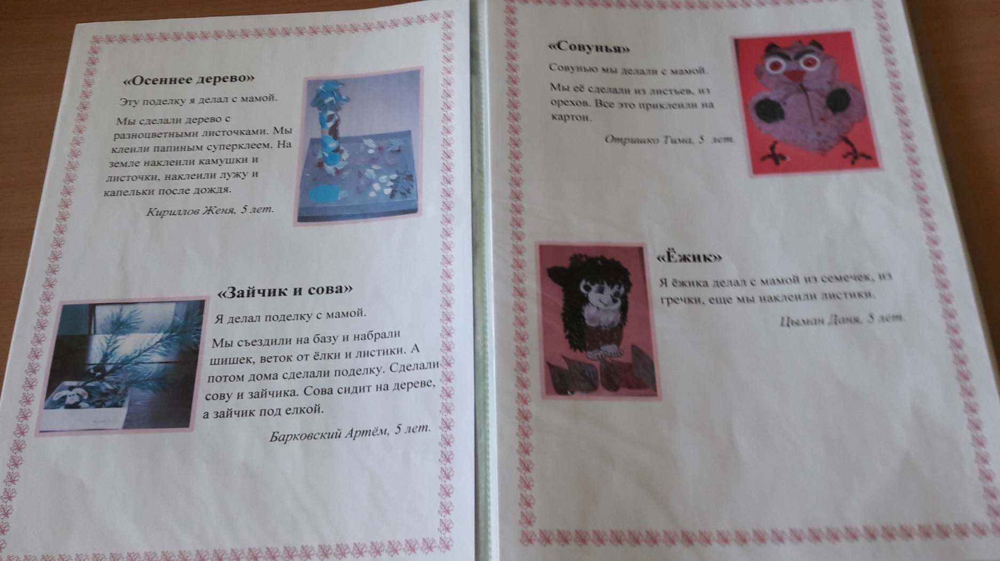 «Осеннее дерево»
Эту поделку я делал с мамой.
Мы сделали дерево с
разноцветными листочками. Мы
клеили папиным суперклеем. На
земле наклеили камушки и
листочки, наклеили лужу и
капельки после дождя.
Кириллов Женя, 5 лет.
«Зайчик и сова»
Я делал поделку с мамой.
Мы съездили на базу и набрали
шишек, веток от ёлки и листики. А
потом дома сделали поделку. Сделали
сову и зайчика. Сова сидит на дереве,
а зайчик под елкой.
Барковский Артём, 5 лет.
«Совунья»
Совунью мы делали с мамой.
Мы её сделали из листьев, из
орехов. Все это приклеили на
картон.
Отришко Тима, 5 лет.
«Ёжик»
Я ёжика делал с мамой из семечек, из
гречки, еще мы наклеили листики.
Цыман Даня, 5 лет.